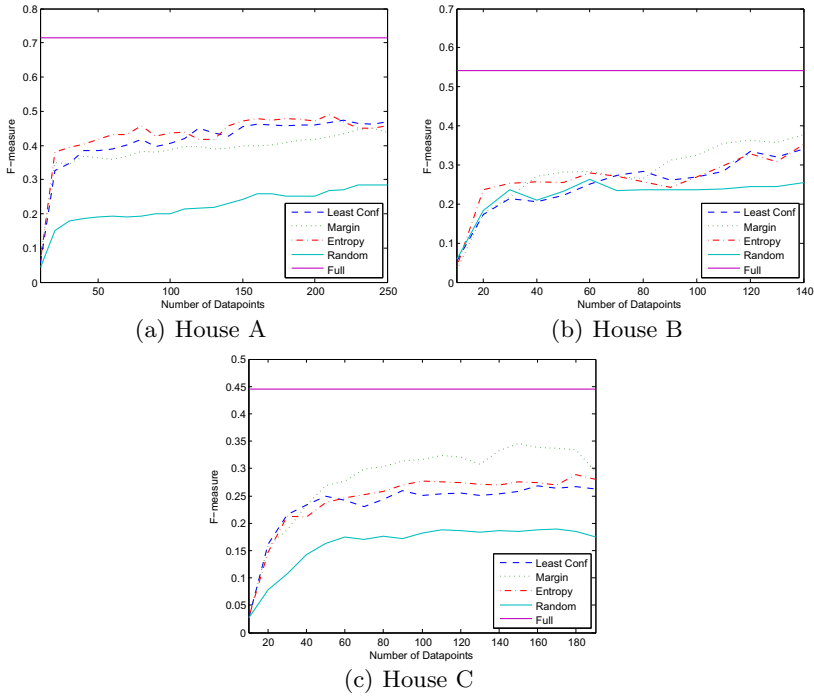 0.8
0.7
0.6
0.5
0.4
0.3
0.2
0.1
0
F-measure
50
100
150
200
250
Number of Datapoints
Least Conf
Margin
Entropy
Random
Full
(a) House A
0.7
0.6
0.5
0.4
0.3
0.2
0.1
0
F-measure
20
40
60
80
100
120
140
Number of Datapoints
Least Conf
Margin
Entropy
Random
Full
(b) House B
0.5
0.45
0.4
0.35
0.3
0.25
0.2
0.15
0.1
0.05
0
F-measure
20
40
60
80
100
120
140
160
180
Number of Datapoints
Least Conf
Margin
Entropy
Random
Full
(c) House C